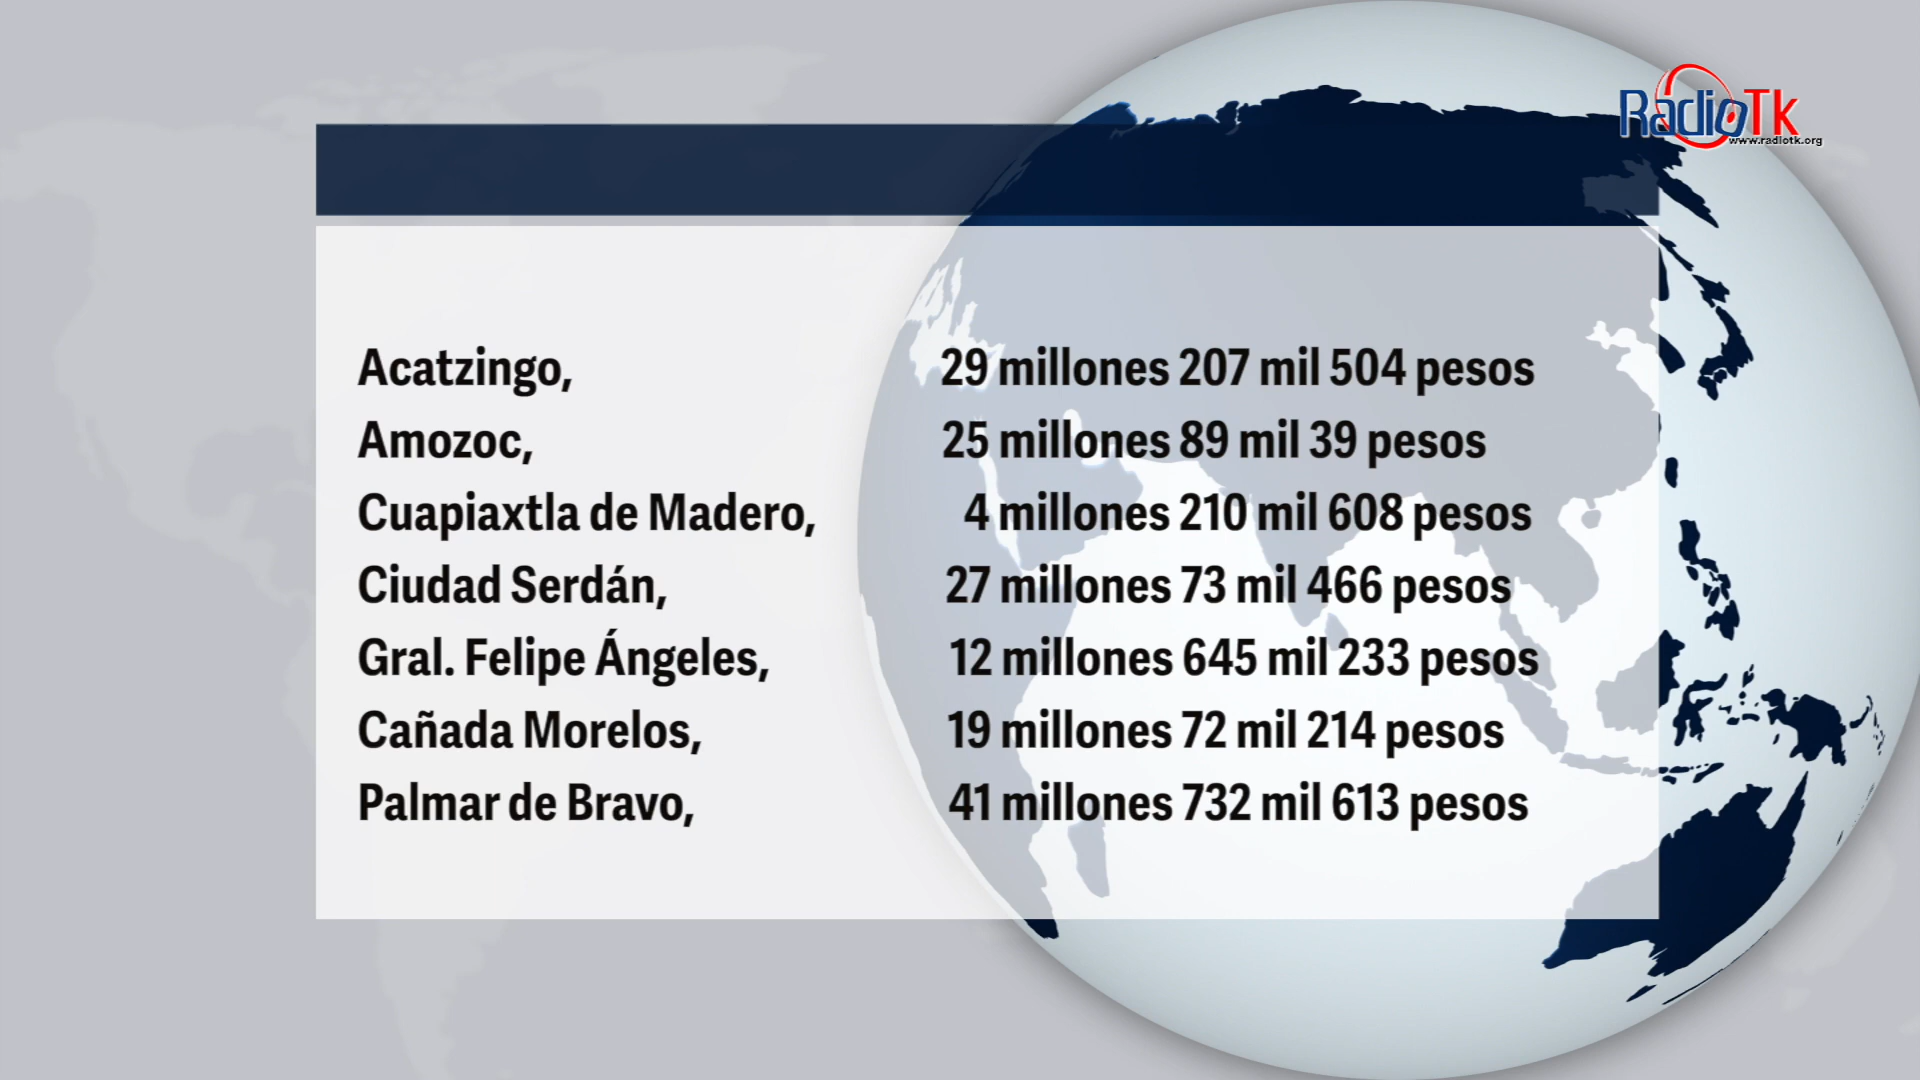 RadioTk
www.radiotk.org
Acatzingo, 29 millones 207 mil 504 pesos
Amozoc, 25 millones 89 mil 39 pesos
Cuapiaxtla de Madero, 4 millones 210 mil 608 pesos
Ciudad Serdán, 27 millones 73 mil 466 pesos
Gral. Felipe Ángeles, 12 millones 645 mil 233 pesos
Cañada Morelos, 19 millones 72 mil 214 pesos
Palmar de Bravo, 41 millones 732 mil 613 pesos